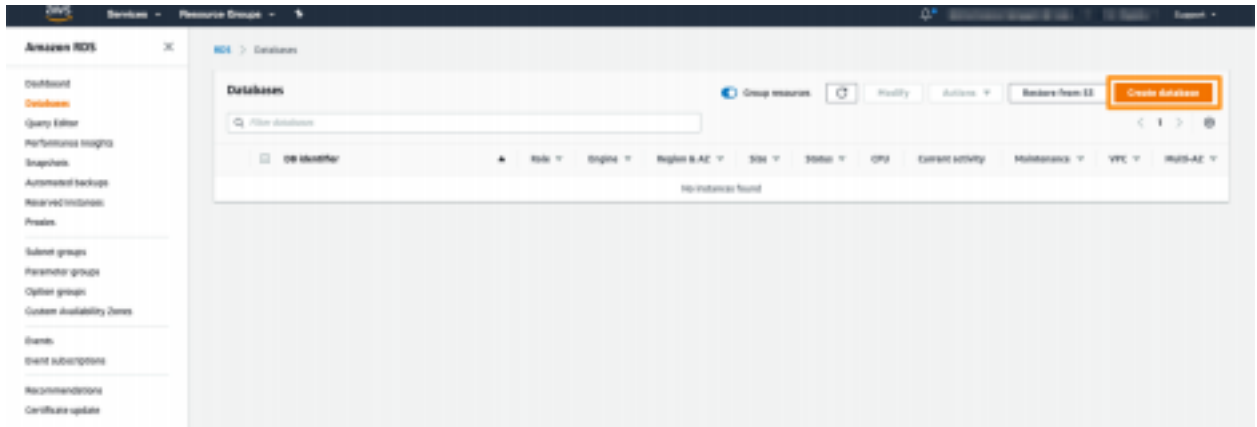 aws Services Resource Groups Support
Amazon RDS
RDS > Databases
Dashboard
Databases
Query Editor
Performance Insights
Snapshots
Automated backups
Reserved instances
Proxies
Subnet groups
Parameter groups
Option groups
Custom Availability Zones
Events
Event subscriptions
Recommendations
Certificate update
Databases
Group resources Modify Actions Restore from S3 Create database
Filter databases
< 1 >
DB identifier Role Engine Region & AZ Size Status CPU Current activity Maintenance VPC Multi-AZ
No instances found